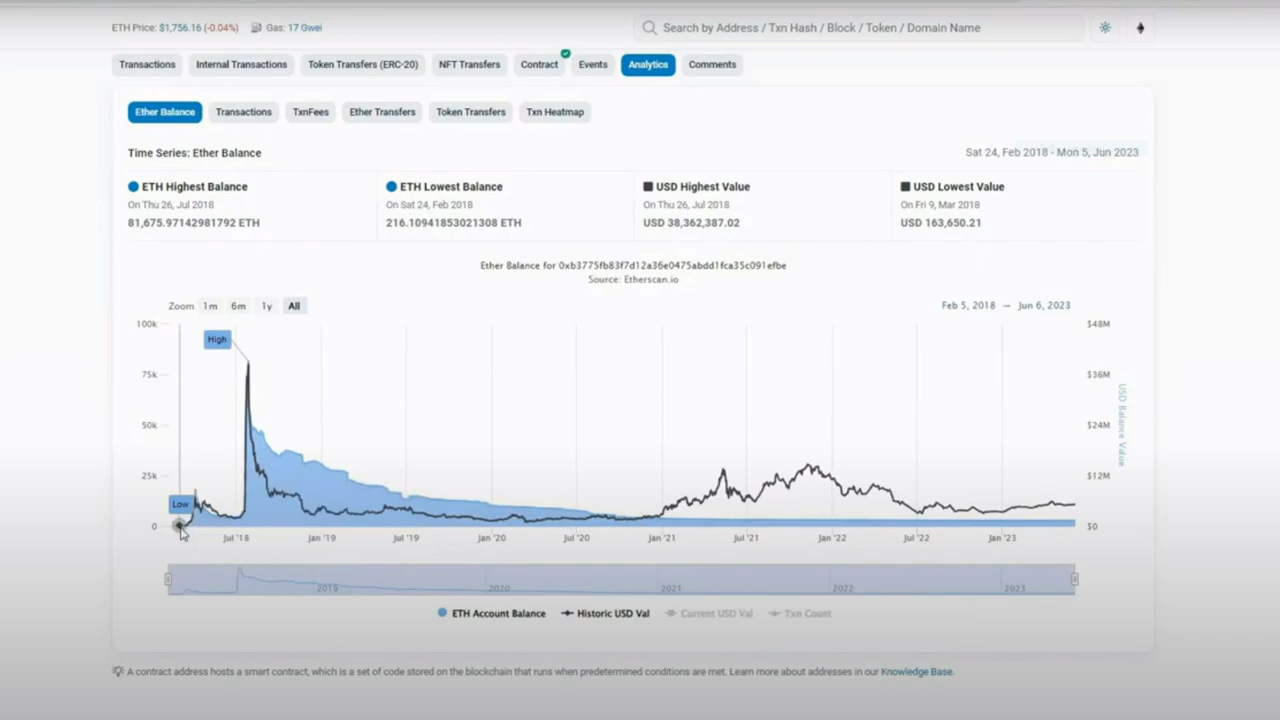 ETH Price: $1,756.16 (-0.04%) Gas: 17 Gwei
Search by Address / Txn Hash / Block / Token / Domain Name
Transactions Internal Transactions Token Transfers (ERC-20) NFT Transfers Contract Events Analytics Comments
Ether Balance Transactions TxnFees Ether Transfers Token Transfers Txn Heatmap
Time Series: Ether Balance
Sat 24, Feb 2018 - Mon 5, Jun 2023
ETH Highest Balance
On Thu 26, Jul 2018
81,675.97142981792 ETH
ETH Lowest Balance
On Sat 24, Feb 2018
216.10941853021308 ETH
USD Highest Value
On Thu 26, Jul 2018
USD 38,362,387.02
USD Lowest Value
On Fri 9, Mar 2018
USD 163,650.21
Ether Balance for 0xb3775fb83f7d12a36e0475abdd1fca35c091efbe
Source: Etherscan.io
Zoom 1m 6m 1y All
Feb 5, 2018 → Jun 6, 2023
100k
75k
50k
25k
0
High
Low
$48M
$36M
$24M
$12M
$0
USD Balance Value
Jul '18 Jan '19 Jul '19 Jan '20 Jul '20 Jan '21 Jul '21 Jan '22 Jul '22 Jan '23
2019 2020 2021 2022 2023
ETH Account Balance Historic USD Val Current USD Val Txn Count
A contract address hosts a smart contract, which is a set of code stored on the blockchain that runs when predetermined conditions are met. Learn more about addresses in our Knowledge Base.